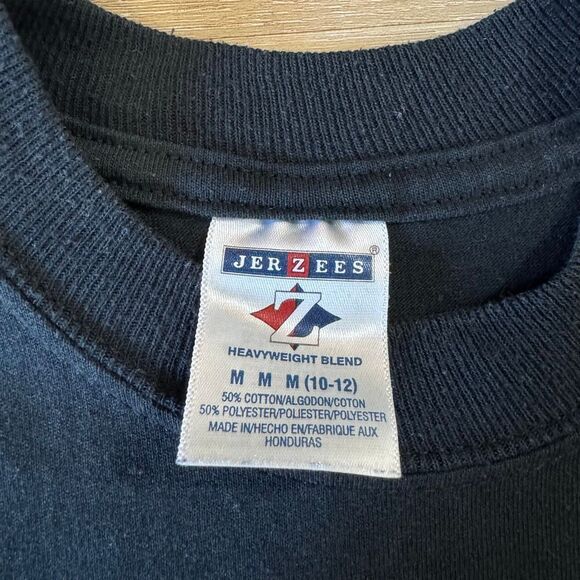 JERZEES®
Z
HEAVYWEIGHT BLEND
M M M (10-12)
50% COTTON/ALGODON/COTON
50% POLYESTER/POLIESTER/POLYESTER
MADE IN/HECHO EN/FABRIQUE AUX
HONDURAS